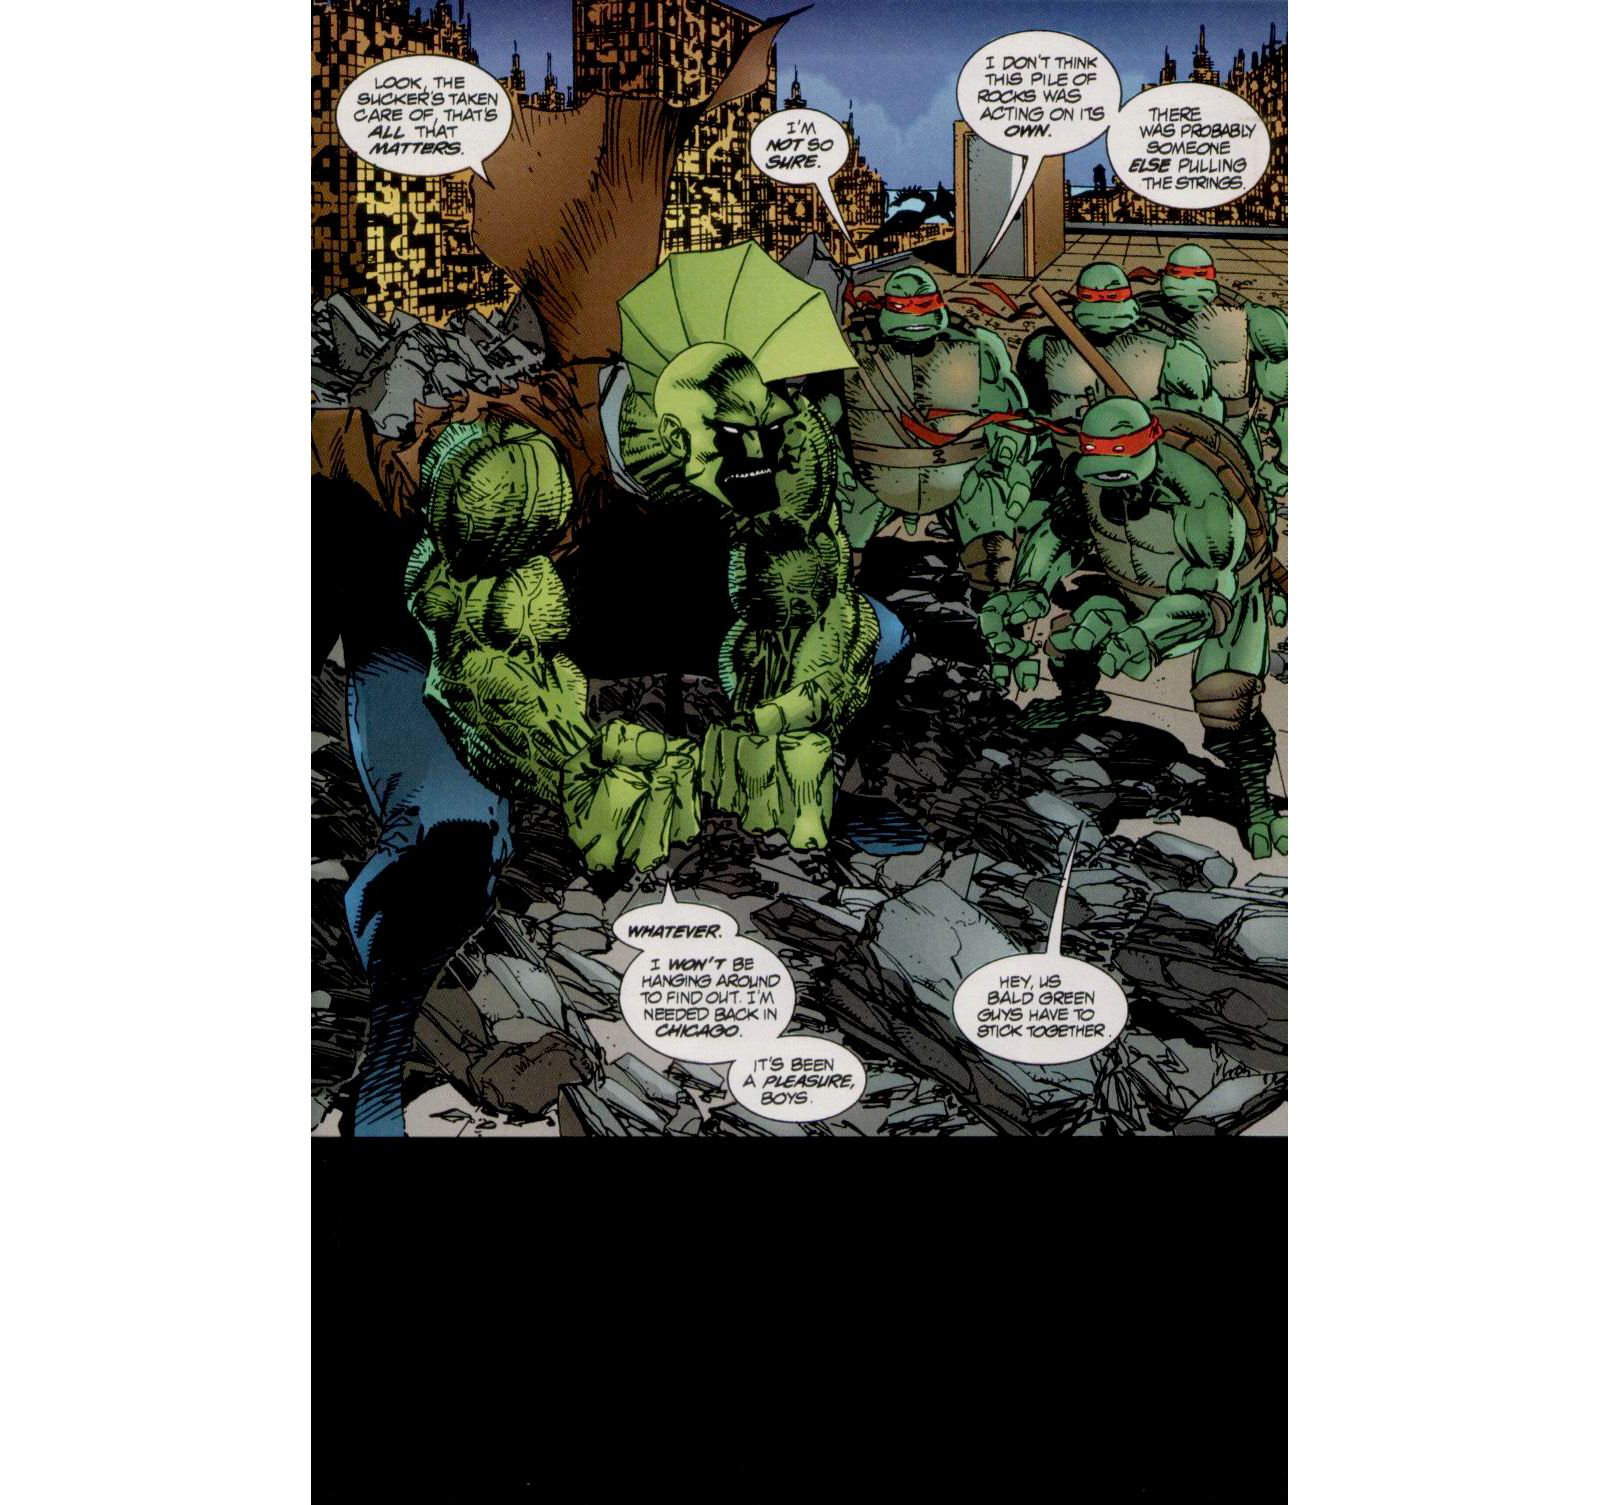 LOOK, THE
SUCKER'S TAKEN
CARE OF, THAT'S
ALL THAT
MATTERS.
I'M
NOT SO
SURE.
I DON'T THINK
THIS PILE OF
ROCKS WAS
ACTING ON ITS
OWN.
THERE
WAS PROBABLY
SOMEONE
ELSE PULLING
THE STRINGS.
WHATEVER.
I WON'T BE
HANGING AROUND
TO FIND OUT. I'M
NEEDED BACK IN
CHICAGO.
IT'S BEEN
A PLEASURE,
BOYS.
HEY, US
BALD GREEN
GUYS HAVE TO
STICK TOGETHER.